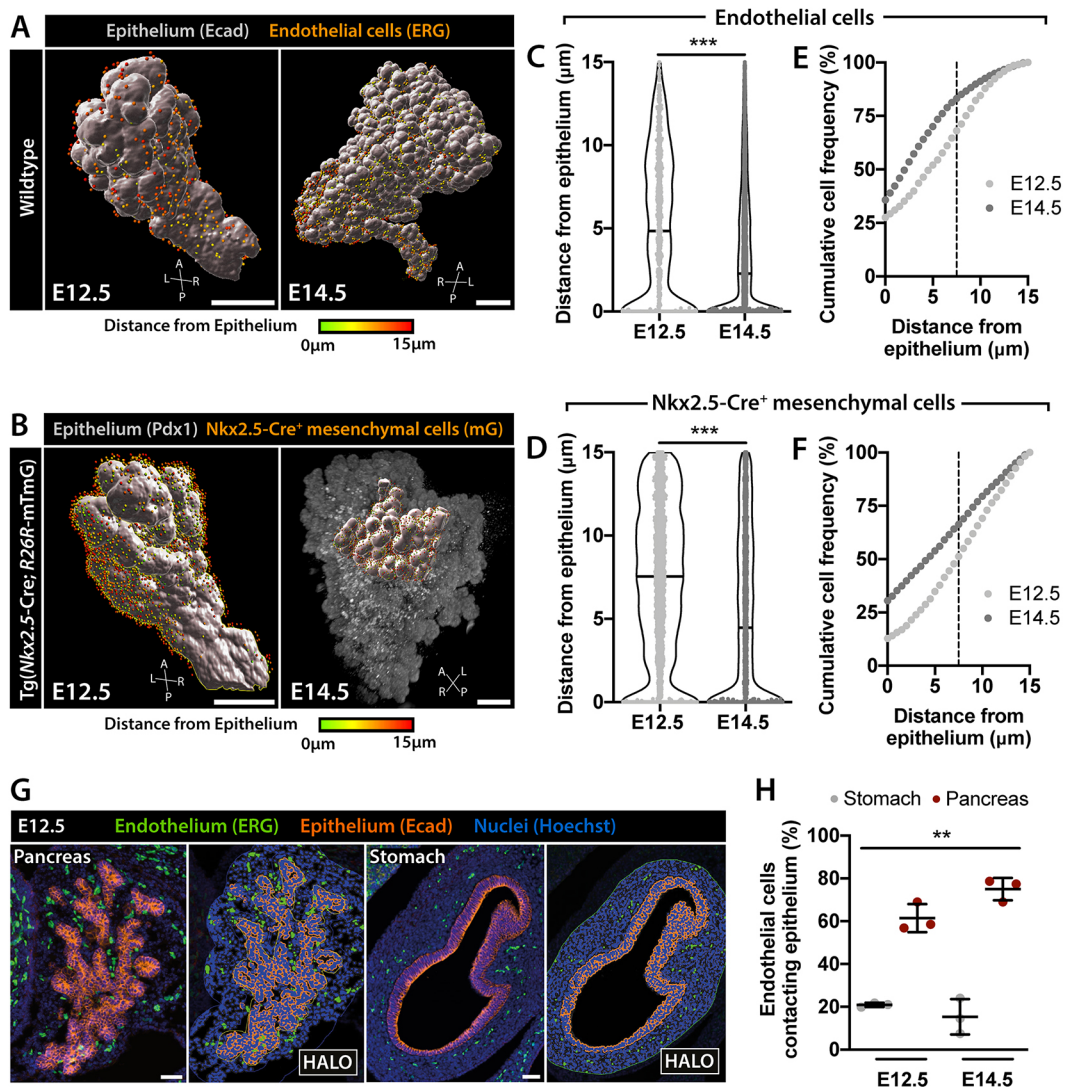 A
Epithelium (Ecad) Endothelial cells (ERG)
Wildtype
E12.5
A
L R
P
E14.5
A
R L
P
Distance from Epithelium
0µm 15µm
Endothelial cells
C
Distance from epithelium (µm)
15
10
5
0
***
E12.5 E14.5
E
Cumulative cell frequency (%)
100
75
50
25
0
E12.5
E14.5
0 5 10 15
Distance from
epithelium (µm)
B
Epithelium (Pdx1) Nkx2.5-Cre+ mesenchymal cells (mG)
Tg(Nkx2.5-Cre; R26R-mTmG)
E12.5
A
L R
P
E14.5
A L
R P
Distance from Epithelium
0µm 15µm
Nkx2.5-Cre+ mesenchymal cells
D
Distance from epithelium (µm)
15
10
5
0
***
E12.5 E14.5
F
Cumulative cell frequency (%)
100
75
50
25
0
E12.5
E14.5
0 5 10 15
Distance from
epithelium (µm)
G
E12.5 Endothelium (ERG) Epithelium (Ecad) Nuclei (Hoechst)
Pancreas
HALO
Stomach
HALO
H
Stomach Pancreas
Endothelial cells
contacting epithelium (%)
100
80
60
40
20
0
**
E12.5 E14.5